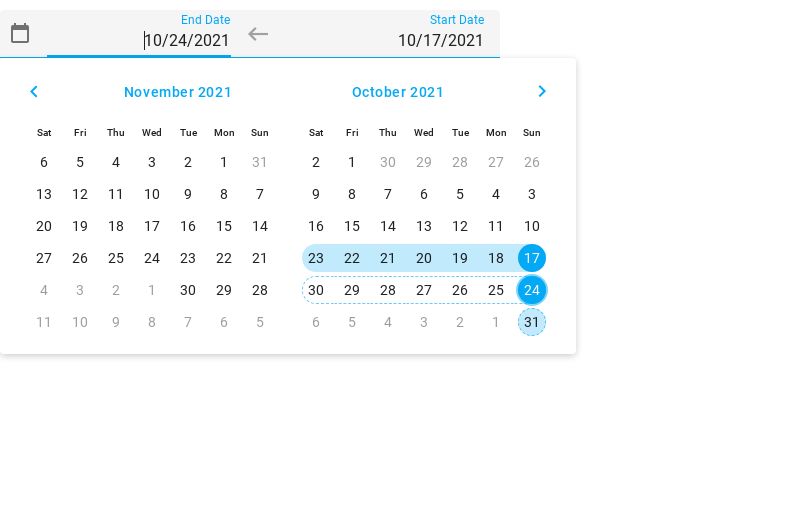 End Date Start Date
10/24/2021 10/17/2021
November 2021 October 2021
Sat Fri Thu Wed Tue Mon Sun Sat Fri Thu Wed Tue Mon Sun
6 5 4 3 2 1 31 2 1 30 29 28 27 26
13 12 11 10 9 8 7 9 8 7 6 5 4 3
20 19 18 17 16 15 14 16 15 14 13 12 11 10
27 26 25 24 23 22 21 23 22 21 20 19 18 17
4 3 2 1 30 29 28 30 29 28 27 26 25 24
11 10 9 8 7 6 5 6 5 4 3 2 1 31